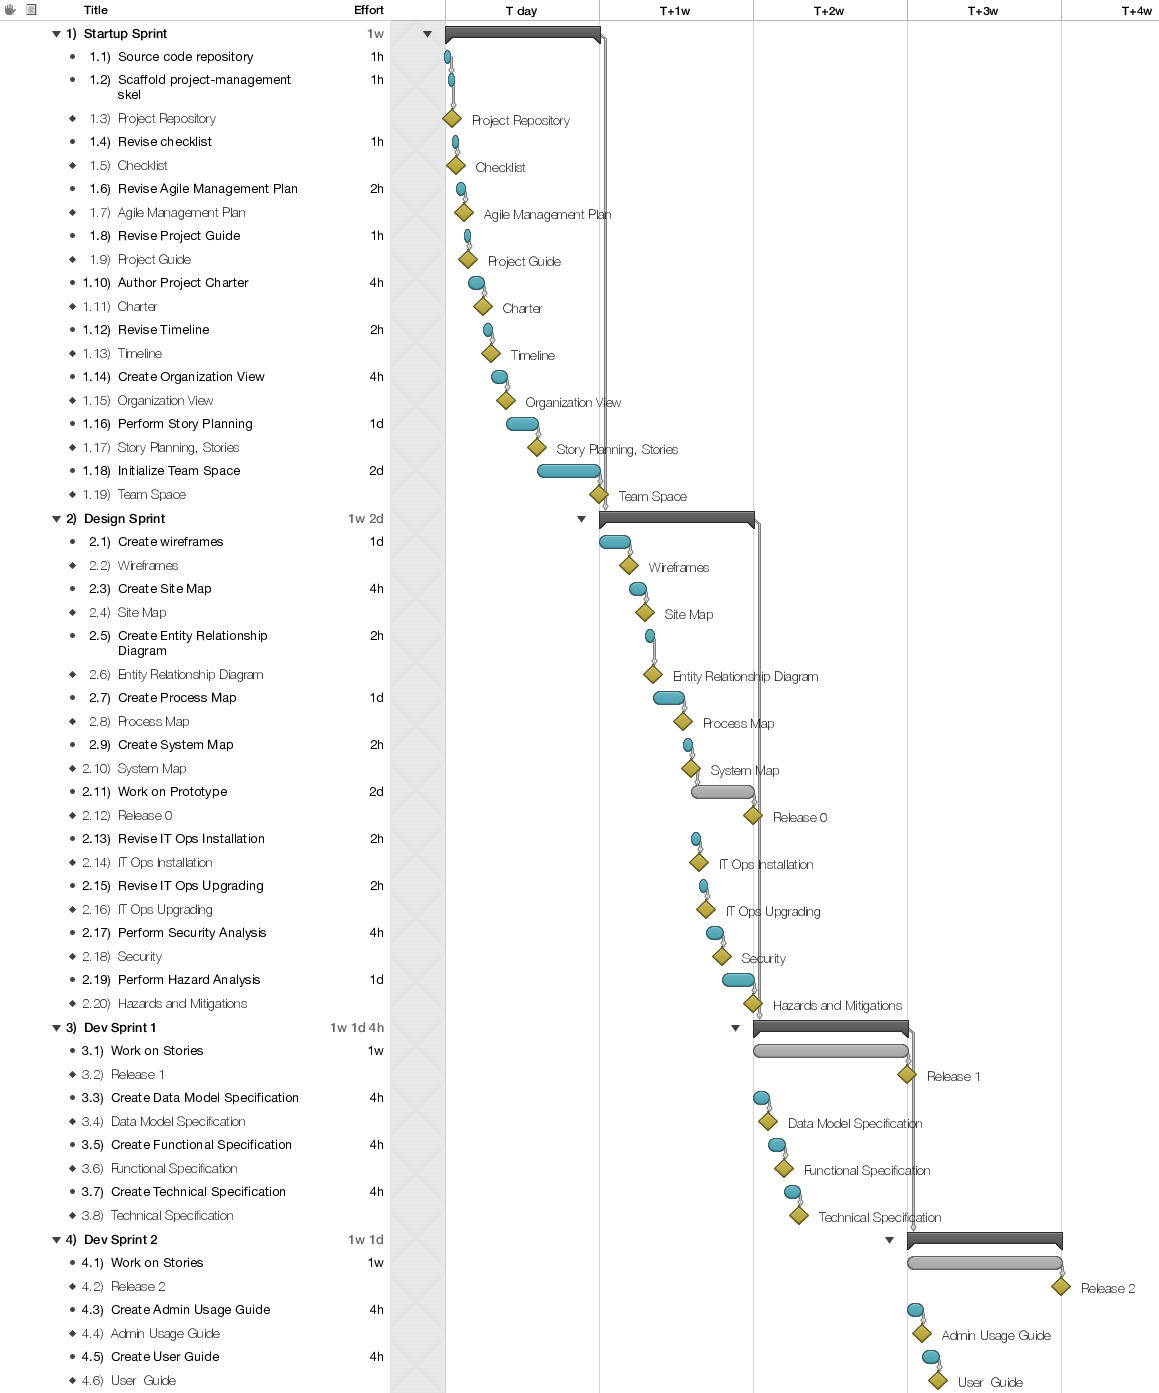 Title Effort T day T+1w T+2w T+3w T+4w
1) Startup Sprint 1w
1.1) Source code repository 1h
1.2) Scaffold project-management 1h
skel
1.3) Project Repository Project Repository
1.4) Revise checklist 1h
1.5) Checklist Checklist
1.6) Revise Agile Management Plan 2h
1.7) Agile Management Plan Agile Management Plan
1.8) Revise Project Guide 1h
1.9) Project Guide Project Guide
1.10) Author Project Charter 4h
1.11) Charter Charter
1.12) Revise Timeline 2h
1.13) Timeline Timeline
1.14) Create Organization View 4h
1.15) Organization View Organization View
1.16) Perform Story Planning 1d
1.17) Story Planning, Stories Story Planning, Stories
1.18) Initialize Team Space 2d
1.19) Team Space Team Space
2) Design Sprint 1w 2d
2.1) Create wireframes 1d
2.2) Wireframes Wireframes
2.3) Create Site Map 4h
2.4) Site Map Site Map
2.5) Create Entity Relationship 2h
Diagram
2.6) Entity Relationship Diagram Entity Relationship Diagram
2.7) Create Process Map 1d
2.8) Process Map Process Map
2.9) Create System Map 2h
2.10) System Map System Map
2.11) Work on Prototype 2d
2.12) Release 0 Release 0
2.13) Revise IT Ops Installation 2h
2.14) IT Ops Installation IT Ops Installation
2.15) Revise IT Ops Upgrading 2h
2.16) IT Ops Upgrading IT Ops Upgrading
2.17) Perform Security Analysis 4h
2.18) Security Security
2.19) Perform Hazard Analysis 1d
2.20) Hazards and Mitigations Hazards and Mitigations
3) Dev Sprint 1 1w 1d 4h
3.1) Work on Stories 1w
3.2) Release 1 Release 1
3.3) Create Data Model Specification 4h
3.4) Data Model Specification Data Model Specification
3.5) Create Functional Specification 4h
3.6) Functional Specification Functional Specification
3.7) Create Technical Specification 4h
3.8) Technical Specification Technical Specification
4) Dev Sprint 2 1w 1d
4.1) Work on Stories 1w
4.2) Release 2 Release 2
4.3) Create Admin Usage Guide 4h
4.4) Admin Usage Guide Admin Usage Guide
4.5) Create User Guide 4h
4.6) User Guide User Guide